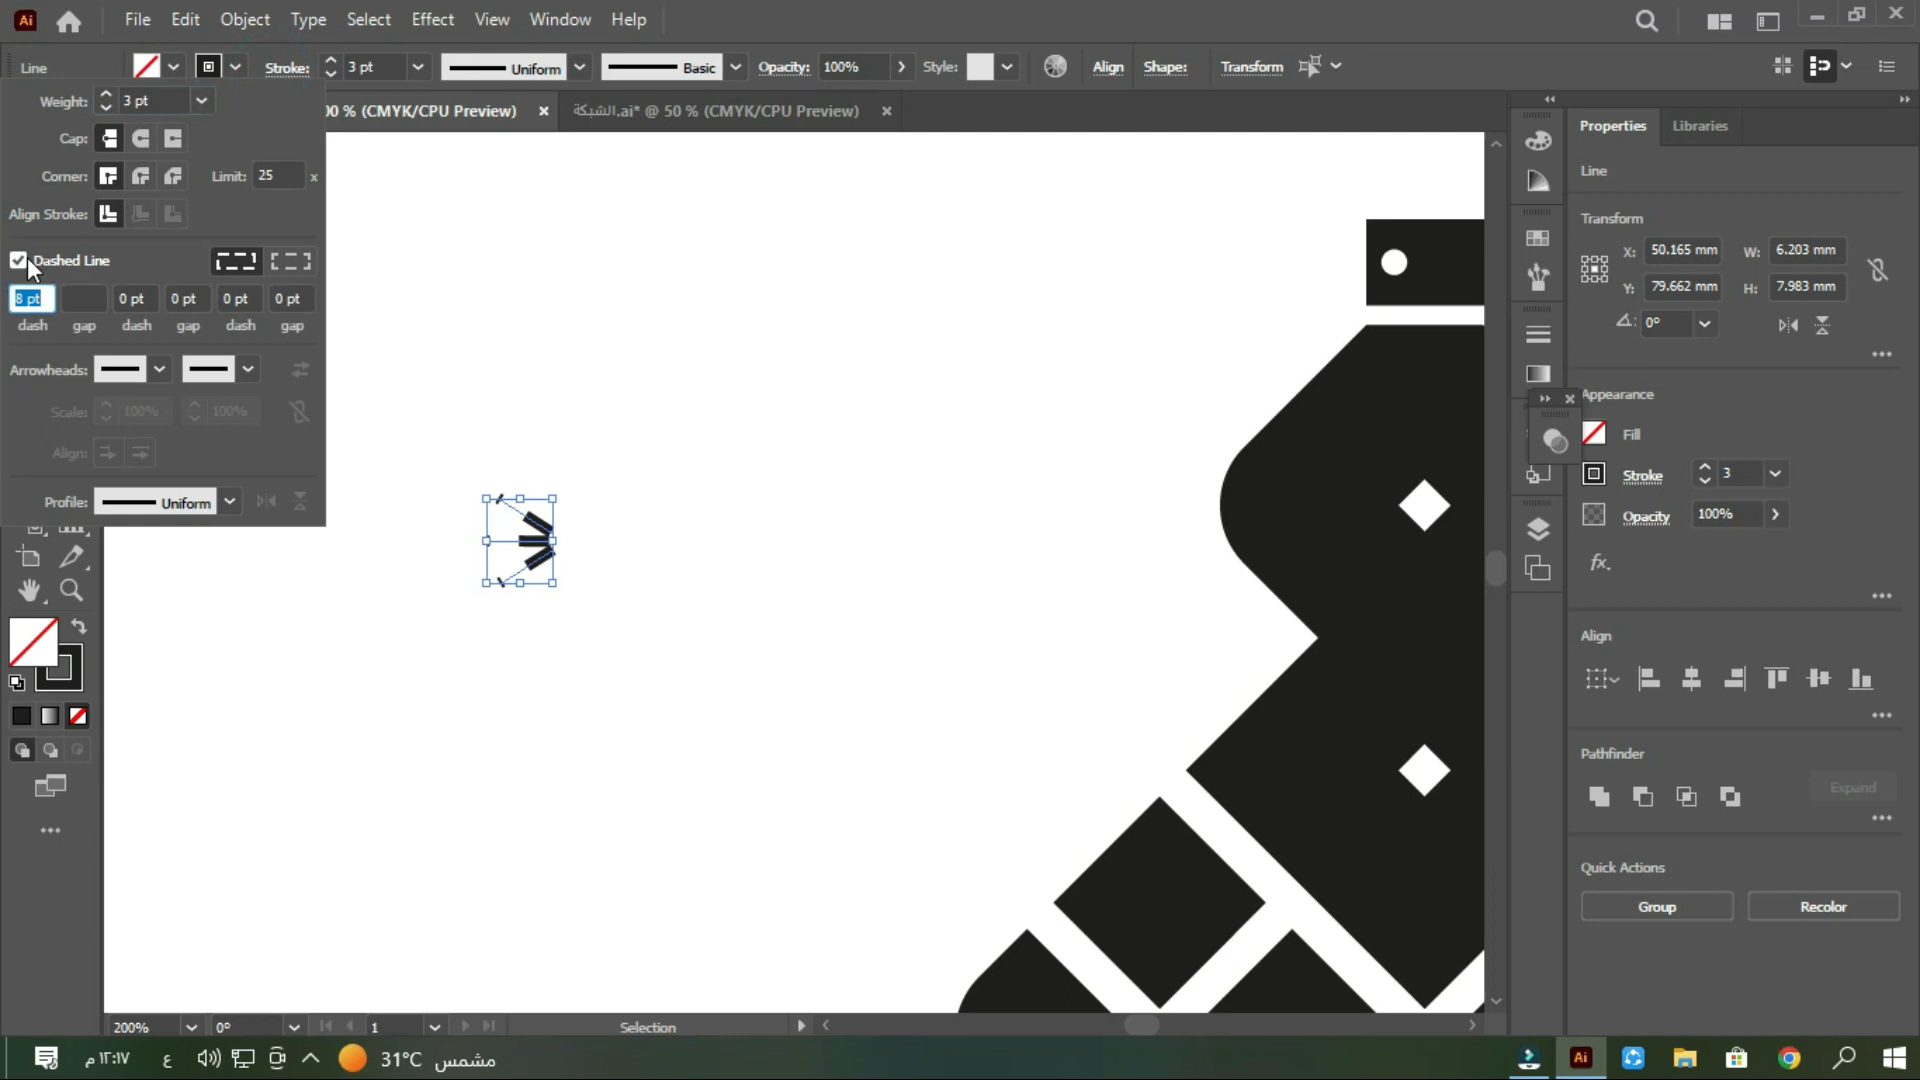 Ai File Edit Object Type Select Effect View Window Help
Line Stroke: 3 pt Uniform Basic Opacity: 100% Style: Align Shape: Transform
Weight: 3 pt
00 % (CMYK/CPU Preview) × الشبكة.ai* @ 50 % (CMYK/CPU Preview) ×
Cap:
Corner: Limit: 25 x
Align Stroke:
Dashed Line
8 pt 0 pt 0 pt 0 pt 0 pt
dash gap dash gap dash gap
Arrowheads:
Scale: 100% 100%
Align:
Profile: Uniform
Properties Libraries
Line
Transform
X: 50.165 mm W: 6.203 mm
Y: 79.662 mm H: 7.983 mm
0°
Appearance
Fill
Stroke 3
Opacity 100%
fx.
Align
Pathfinder
Expand
Quick Actions
Group Recolor
200% 0° 1 Selection
١٢:١٧ م ع 31°C مشمس Ai